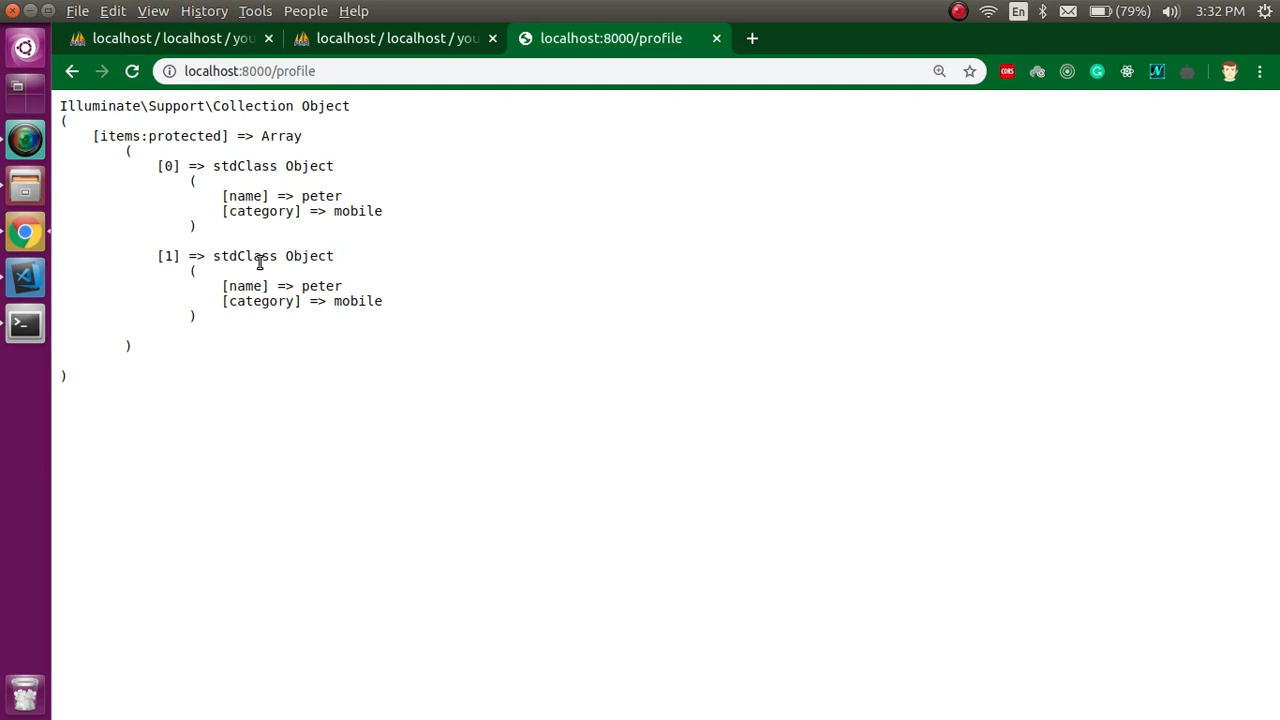 File Edit View History Tools People Help En (79%) 3:32 PM
localhost / localhost / you localhost / localhost / you localhost:8000/profile
localhost:8000/profile CORS N
Illuminate\Support\Collection Object
(
[items:protected] => Array
(
[0] => stdClass Object
(
[name] => peter
[category] => mobile
)
[1] => stdClass Object
(
[name] => peter
[category] => mobile
)
)
)